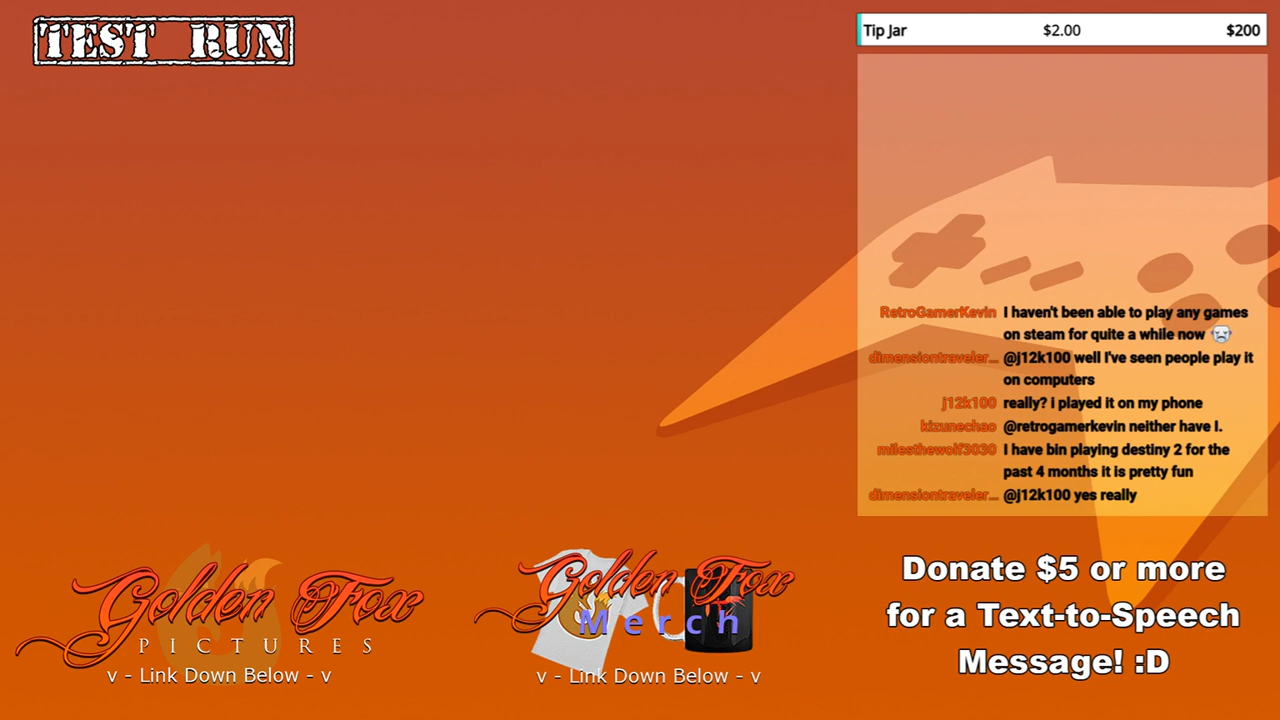 TEST RUN
Tip Jar $2.00 $200
RetroGamerKevin I haven't been able to play any games
on steam for quite a while now
dimensiontraveler... @j12k100 well I've seen people play it
on computers
j12k100 really? i played it on my phone
kizunechao @retrogamerkevin neither have I.
milesthewolf3030 I have bin playing destiny 2 for the
past 4 months it is pretty fun
dimensiontraveler... @j12k100 yes really
Golden Fox
PICTURES
v - Link Down Below - v
Golden Fox
Merch
v - Link Down Below - v
Donate $5 or more
for a Text-to-Speech
Message! :D